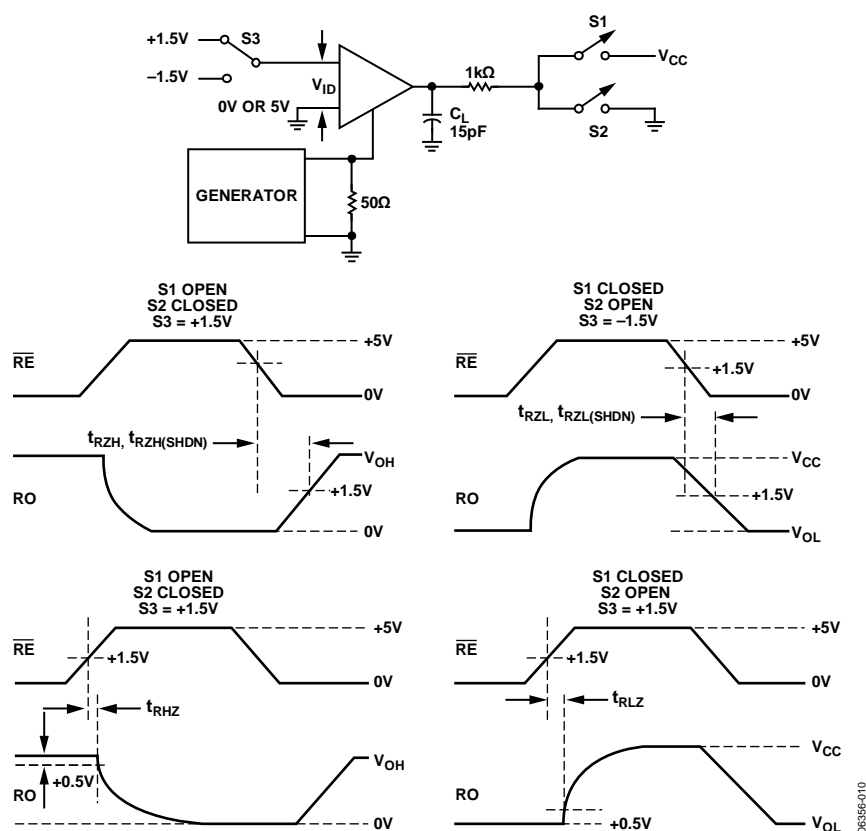 +1.5V
S3
–1.5V
V_ID
0V OR 5V
C_L
15pF
1kΩ
S1
V_CC
S2
GENERATOR
50Ω
S1 OPEN
S2 CLOSED
S3 = +1.5V
RE
+5V
0V
t_RZH, t_RZH(SHDN)
RO
V_OH
+1.5V
0V
S1 CLOSED
S2 OPEN
S3 = –1.5V
RE
+5V
+1.5V
0V
t_RZL, t_RZL(SHDN)
RO
V_CC
+1.5V
V_OL
S1 OPEN
S2 CLOSED
S3 = +1.5V
RE
+5V
+1.5V
0V
t_RHZ
RO
+0.5V
V_OH
0V
S1 CLOSED
S2 OPEN
S3 = +1.5V
RE
+5V
+1.5V
0V
t_RLZ
RO
V_CC
+0.5V
V_OL
06256-010